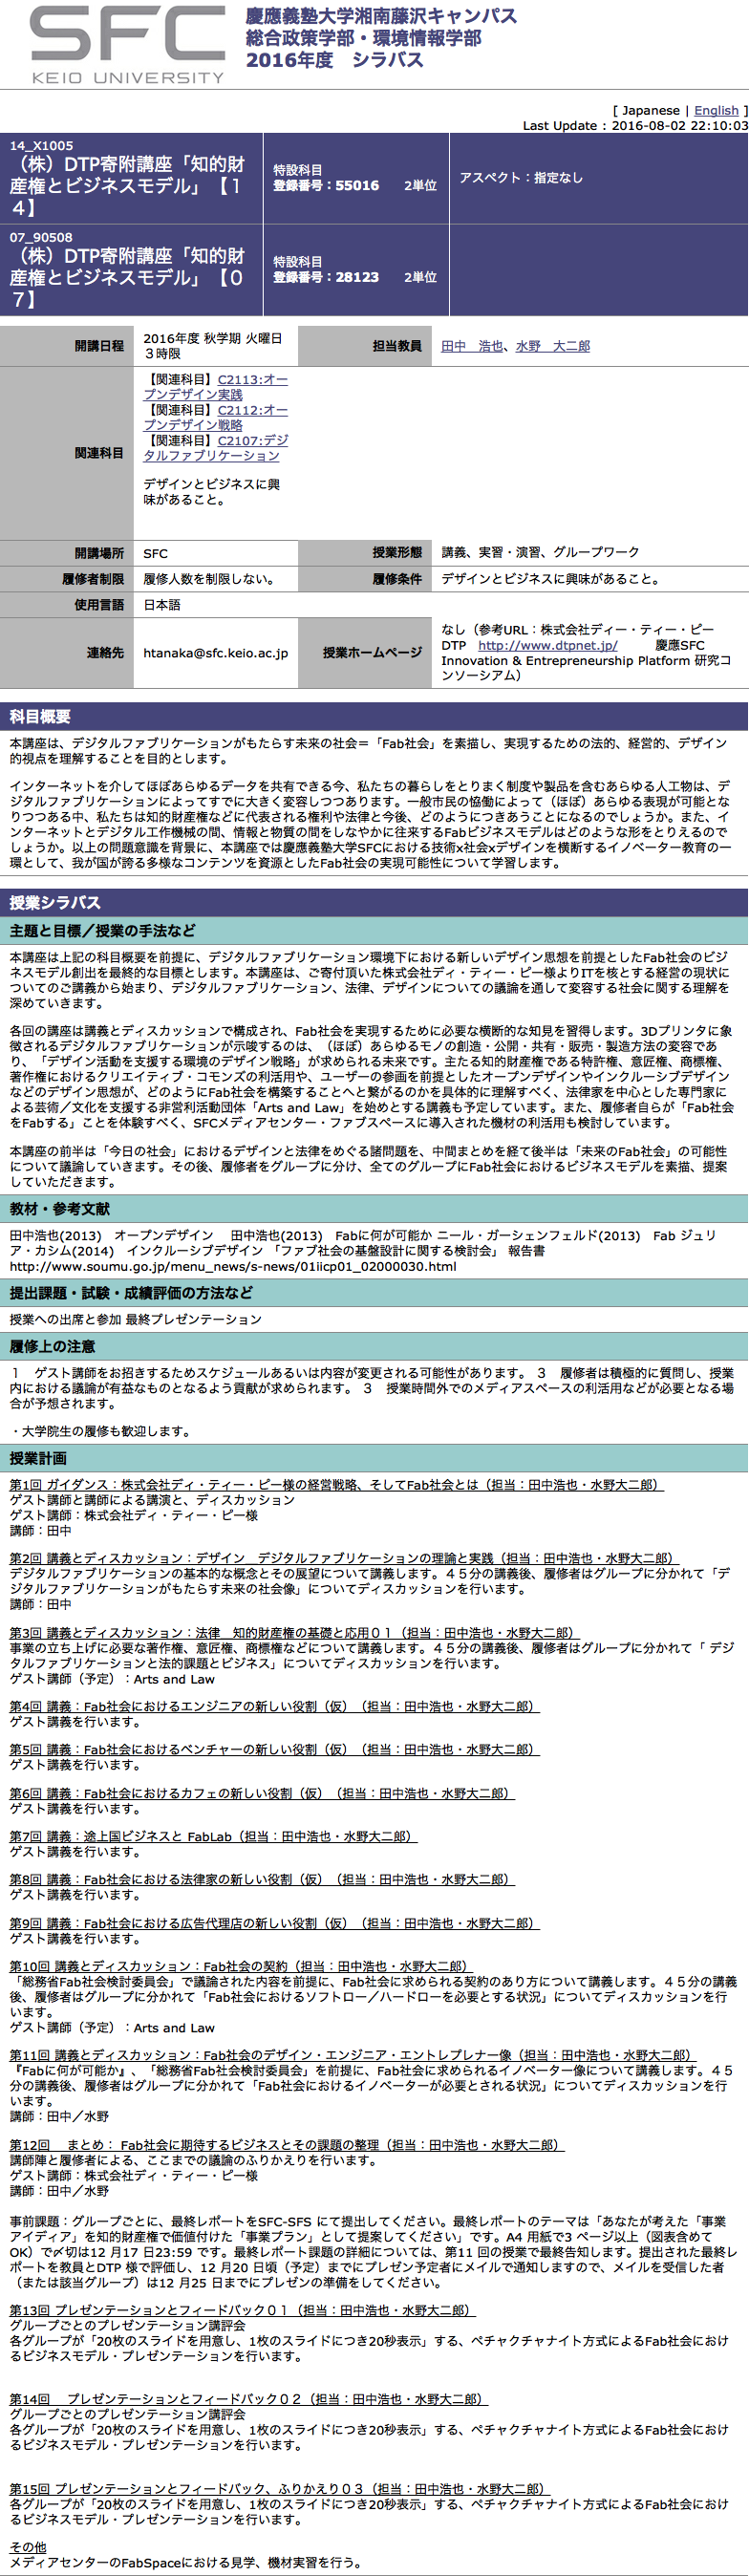 SFC
KEIO UNIVERSITY
慶應義塾大学湘南藤沢キャンパス
総合政策学部・環境情報学部
2016年度　シラバス
[ Japanese | English ]
Last Update : 2016-08-02 22:10:03
14_X1005
（株）DTP寄附講座「知的財
産権とビジネスモデル」【１
４】
特設科目
登録番号：55016　　2単位
アスペクト：指定なし
07_90508
（株）DTP寄附講座「知的財
産権とビジネスモデル」【０
７】
特設科目
登録番号：28123　　2単位
開講日程
2016年度 秋学期 火曜日
３時限
担当教員
田中　浩也、水野　大二郎
関連科目
【関連科目】C2113:オー
プンデザイン実践
【関連科目】C2112:オー
プンデザイン戦略
【関連科目】C2107:デジ
タルファブリケーション
デザインとビジネスに興
味があること。
開講場所
SFC
授業形態
講義、実習・演習、グループワーク
履修者制限
履修人数を制限しない。
履修条件
デザインとビジネスに興味があること。
使用言語
日本語
連絡先
htanaka@sfc.keio.ac.jp
授業ホームページ
なし（参考URL：株式会社ディー・ティー・ピー
DTP　http://www.dtpnet.jp/　　　慶應SFC
Innovation & Entrepreneurship Platform 研究コ
ンソーシアム）
科目概要
本講座は、デジタルファブリケーションがもたらす未来の社会＝「Fab社会」を素描し、実現するための法的、経営的、デザイン
的視点を理解することを目的とします。
インターネットを介してほぼあらゆるデータを共有できる今、私たちの暮らしをとりまく制度や製品を含むあらゆる人工物は、デ
ジタルファブリケーションによってすでに大きく変容しつつあります。一般市民の恊働によって（ほぼ）あらゆる表現が可能とな
りつつある中、私たちは知的財産権などに代表される権利や法律と今後、どのようにつきあうことになるのでしょうか。また、イ
ンターネットとデジタル工作機械の間、情報と物質の間をしなやかに往来するFabビジネスモデルはどのような形をとりえるので
しょうか。以上の問題意識を背景に、本講座では慶應義塾大学SFCにおける技術x社会xデザインを横断するイノベーター教育の一
環として、我が国が誇る多様なコンテンツを資源としたFab社会の実現可能性について学習します。
授業シラバス
主題と目標／授業の手法など
本講座は上記の科目概要を前提に、デジタルファブリケーション環境下における新しいデザイン思想を前提としたFab社会のビジ
ネスモデル創出を最終的な目標とします。本講座は、ご寄付頂いた株式会社ディ・ティー・ピー様よりITを核とする経営の現状に
ついてのご講義から始まり、デジタルファブリケーション、法律、デザインについての議論を通して変容する社会に関する理解を
深めていきます。
各回の講座は講義とディスカッションで構成され、Fab社会を実現するために必要な横断的な知見を習得します。3Dプリンタに象
徴されるデジタルファブリケーションが示唆するのは、（ほぼ）あらゆるモノの創造・公開・共有・販売・製造方法の変容であ
り、「デザイン活動を支援する環境のデザイン戦略」が求められる未来です。主たる知的財産権である特許権、意匠権、商標権、
著作権におけるクリエイティブ・コモンズの利活用や、ユーザーの参画を前提としたオープンデザインやインクルーシブデザイン
などのデザイン思想が、どのようにFab社会を構築することへと繋がるのかを具体的に理解すべく、法律家を中心とした専門家に
よる芸術／文化を支援する非営利活動団体「Arts and Law」を始めとする講義も予定しています。また、履修者自らが「Fab社会
をFabする」ことを体験すべく、SFCメディアセンター・ファブスペースに導入された機材の利活用も検討しています。
本講座の前半は「今日の社会」におけるデザインと法律をめぐる諸問題を、中間まとめを経て後半は「未来のFab社会」の可能性
について議論していきます。その後、履修者をグループに分け、全てのグループにFab社会におけるビジネスモデルを素描、提案
していただきます。
教材・参考文献
田中浩也(2013)　オープンデザイン　 田中浩也(2013)　Fabに何が可能か ニール・ガーシェンフェルド(2013)　Fab ジュリ
ア・カシム(2014)　インクルーシブデザイン 「ファブ社会の基盤設計に関する検討会」 報告書
http://www.soumu.go.jp/menu_news/s-news/01iicp01_02000030.html
提出課題・試験・成績評価の方法など
授業への出席と参加 最終プレゼンテーション
履修上の注意
１　ゲスト講師をお招きするためスケジュールあるいは内容が変更される可能性があります。 ３　履修者は積極的に質問し、授業
内における議論が有益なものとなるよう貢献が求められます。 ３　授業時間外でのメディアスペースの利活用などが必要となる場
合が予想されます。
・大学院生の履修も歓迎します。
授業計画
第1回 ガイダンス：株式会社ディ・ティー・ピー様の経営戦略、そしてFab社会とは（担当：田中浩也・水野大二郎）
ゲスト講師と講師による講演と、ディスカッション
ゲスト講師：株式会社ディ・ティー・ピー様
講師：田中
第2回 講義とディスカッション：デザイン　デジタルファブリケーションの理論と実践（担当：田中浩也・水野大二郎）
デジタルファブリケーションの基本的な概念とその展望について講義します。４５分の講義後、履修者はグループに分かれて「デ
ジタルファブリケーションがもたらす未来の社会像」についてディスカッションを行います。
講師：田中
第3回 講義とディスカッション：法律　知的財産権の基礎と応用０１（担当：田中浩也・水野大二郎）
事業の立ち上げに必要な著作権、意匠権、商標権などについて講義します。４５分の講義後、履修者はグループに分かれて「 デジ
タルファブリケーションと法的課題とビジネス」についてディスカッションを行います。
ゲスト講師（予定）：Arts and Law
第4回 講義：Fab社会におけるエンジニアの新しい役割（仮）（担当：田中浩也・水野大二郎）
ゲスト講義を行います。
第5回 講義：Fab社会におけるベンチャーの新しい役割（仮）（担当：田中浩也・水野大二郎）
ゲスト講義を行います。
第6回 講義：Fab社会におけるカフェの新しい役割（仮）（担当：田中浩也・水野大二郎）
ゲスト講義を行います。
第7回 講義：途上国ビジネスと FabLab（担当：田中浩也・水野大二郎）
ゲスト講義を行います。
第8回 講義：Fab社会における法律家の新しい役割（仮）（担当：田中浩也・水野大二郎）
ゲスト講義を行います。
第9回 講義：Fab社会における広告代理店の新しい役割（仮）（担当：田中浩也・水野大二郎）
ゲスト講義を行います。
第10回 講義とディスカッション：Fab社会の契約（担当：田中浩也・水野大二郎）
「総務省Fab社会検討委員会」で議論された内容を前提に、Fab社会に求められる契約のあり方について講義します。４５分の講義
後、履修者はグループに分かれて「Fab社会におけるソフトロー／ハードローを必要とする状況」についてディスカッションを行
います。
ゲスト講師（予定）：Arts and Law
第11回 講義とディスカッション：Fab社会のデザイン・エンジニア・エントレプレナー像（担当：田中浩也・水野大二郎）
『Fabに何が可能か』、「総務省Fab社会検討委員会」を前提に、Fab社会に求められるイノベーター像について講義します。４５
分の講義後、履修者はグループに分かれて「Fab社会におけるイノベーターが必要とされる状況」についてディスカッションを行
います。
講師：田中／水野
第12回　 まとめ： Fab社会に期待するビジネスとその課題の整理（担当：田中浩也・水野大二郎）
講師陣と履修者による、ここまでの議論のふりかえりを行います。
ゲスト講師：株式会社ディ・ティー・ピー様
講師：田中／水野
事前課題：グループごとに、最終レポートをSFC-SFS にて提出してください。最終レポートのテーマは「あなたが考えた「事業
アイディア」を知的財産権で価値付けた「事業プラン」として提案してください」です。A4 用紙で3 ページ以上（図表含めて
OK）で〆切は12 月17 日23:59 です。最終レポート課題の詳細については、第11 回の授業で最終告知します。提出された最終レ
ポートを教員とDTP 様で評価し、12 月20 日頃（予定）までにプレゼン予定者にメイルで通知しますので、メイルを受信した者
（または該当グループ）は12 月25 日までにプレゼンの準備をしてください。
第13回 プレゼンテーションとフィードバック０１（担当：田中浩也・水野大二郎）
グループごとのプレゼンテーション講評会
各グループが「20枚のスライドを用意し、1枚のスライドにつき20秒表示」する、ペチャクチャナイト方式によるFab社会におけ
るビジネスモデル・プレゼンテーションを行います。
第14回　 プレゼンテーションとフィードバック０２（担当：田中浩也・水野大二郎）
グループごとのプレゼンテーション講評会
各グループが「20枚のスライドを用意し、1枚のスライドにつき20秒表示」する、ペチャクチャナイト方式によるFab社会におけ
るビジネスモデル・プレゼンテーションを行います。
第15回 プレゼンテーションとフィードバック、ふりかえり０３（担当：田中浩也・水野大二郎）
各グループが「20枚のスライドを用意し、1枚のスライドにつき20秒表示」する、ペチャクチャナイト方式によるFab社会におけ
るビジネスモデル・プレゼンテーションを行います。
その他
メディアセンターのFabSpaceにおける見学、機材実習を行う。